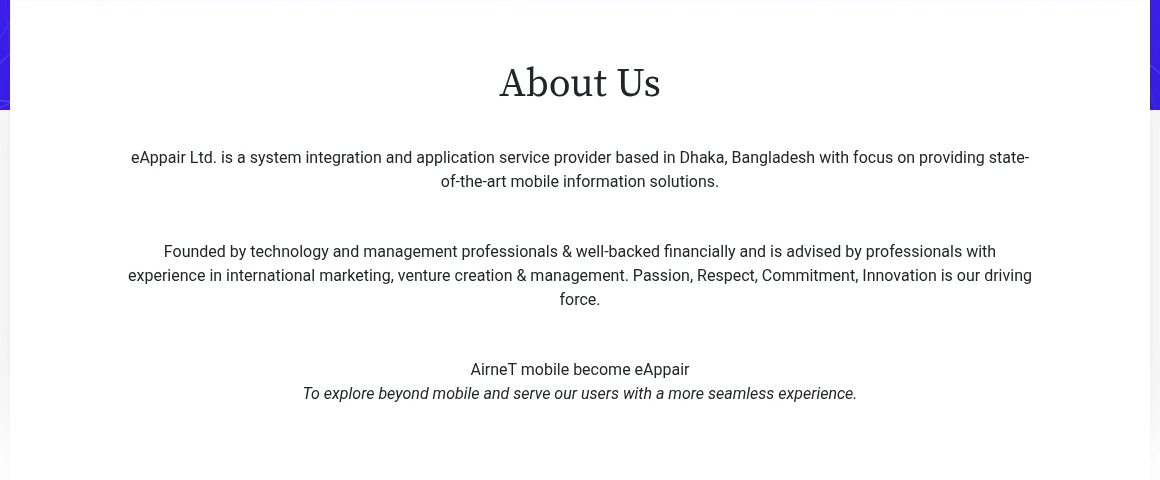 About Us
eAppair Ltd. is a system integration and application service provider based in Dhaka, Bangladesh with focus on providing state-
of-the-art mobile information solutions.
Founded by technology and management professionals & well-backed financially and is advised by professionals with
experience in international marketing, venture creation & management. Passion, Respect, Commitment, Innovation is our driving
force.
AirneT mobile become eAppair
To explore beyond mobile and serve our users with a more seamless experience.